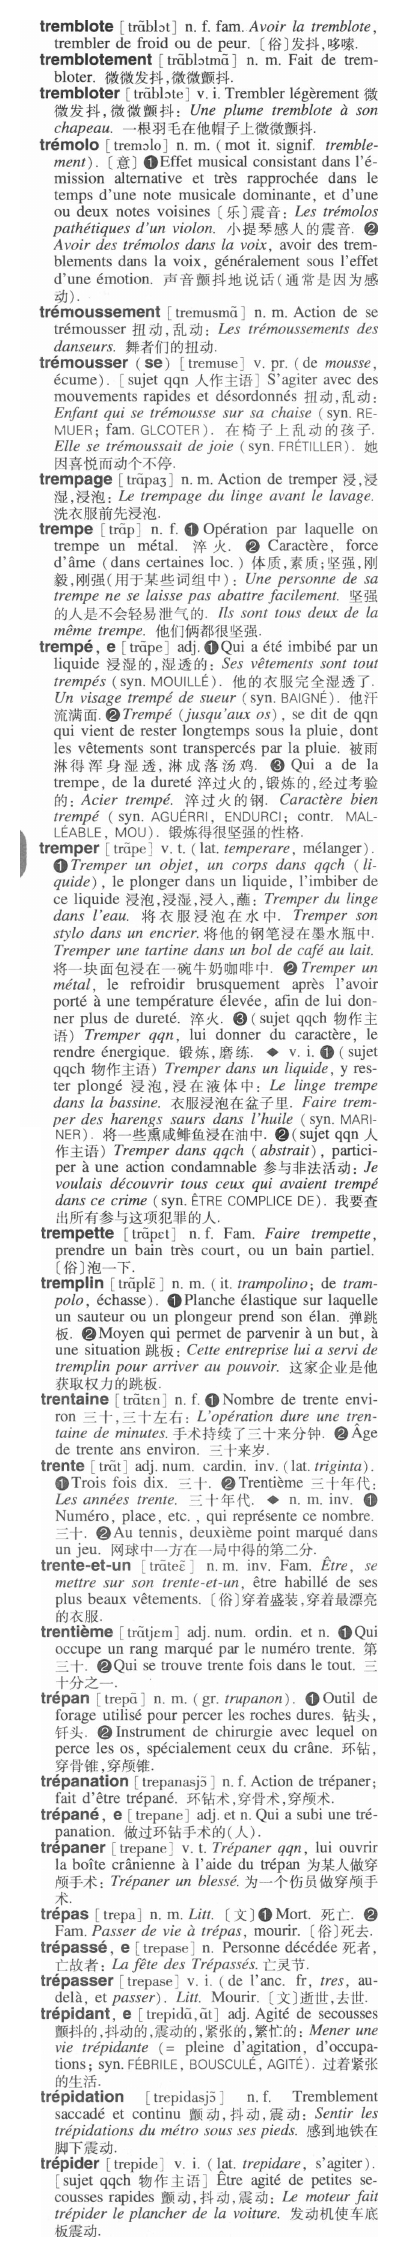 tremblote [trɑ̃blɔt] n. f. fam. Avoir la tremblote,
trembler de froid ou de peur. 〔俗〕发抖,哆嗦.
tremblotement [trɑ̃blɔtmɑ̃] n. m. Fait de trem-
bloter. 微微发抖,微微颤抖.
trembloter [trɑ̃blɔte] v. i. Trembler légèrement 微
微发抖,微微颤抖: Une plume tremblote à son
chapeau. 一根羽毛在他帽子上微微颤抖.
trémolo [tremɔlo] n. m. (mot it. signif. tremble-
ment). 〔意〕❶Effet musical consistant dans l'é-
mission alternative et très rapprochée dans le
temps d'une note musicale dominante, et d'une
ou deux notes voisines〔乐〕震音: Les trémolos
pathétiques d'un violon. 小提琴感人的震音. ❷
Avoir des trémolos dans la voix, avoir des trem-
blements dans la voix, généralement sous l'effet
d'une émotion. 声音颤抖地说话(通常是因为感
动).
trémoussement [tremusmɑ̃] n. m. Action de se
trémousser 扭动,乱动: Les trémoussements des
danseurs. 舞者们的扭动.
trémousser (se) [tremuse] v. pr. (de mousse,
écume). [sujet qqn 人作主语] S'agiter avec des
mouvements rapides et désordonnés 扭动,乱动:
Enfant qui se trémousse sur sa chaise (syn. RE-
MUER; fam. GLCOTER). 在椅子上乱动的孩子.
Elle se trémoussait de joie (syn. FRÉTILLER). 她
因喜悦而动个不停.
trempage [trɑ̃paʒ] n. m. Action de tremper 浸,浸
湿,浸泡: Le trempage du linge avant le lavage.
洗衣服前先浸泡.
trempe [trɑ̃p] n. f. ❶ Opération par laquelle on
trempe un métal. 淬火. ❷ Caractère, force
d'âme (dans certaines loc.) 体质,素质;坚强,刚
毅,刚强(用于某些词组中): Une personne de sa
trempe ne se laisse pas abattre facilement. 坚强
的人是不会轻易泄气的. Ils sont tous deux de la
même trempe. 他们俩都很坚强.
trempé, e [trɑ̃pe] adj. ❶Qui a été imbibé par un
liquide 浸湿的,湿透的: Ses vêtements sont tout
trempés (syn. MOUILLÉ). 他的衣服完全湿透了.
Un visage trempé de sueur (syn. BAIGNÉ). 他汗
流满面. ❷Trempé (jusqu'aux os), se dit de qqn
qui vient de rester longtemps sous la pluie, dont
les vêtements sont transpercés par la pluie. 被雨
淋得浑身湿透,淋成落汤鸡. ❸ Qui a de la
trempe, de la dureté 淬过火的,锻炼的,经过考验
的: Acier trempé. 淬过火的钢. Caractère bien
trempé (syn. AGUÉRRI, ENDURCI; contr. MAL-
LÉABLE, MOU). 锻炼得很坚强的性格.
tremper [trɑ̃pe] v. t. (lat. temperare, mélanger).
❶Tremper un objet, un corps dans qqch (li-
quide), le plonger dans un liquide, l'imbiber de
ce liquide 浸泡,浸湿,浸入,蘸: Tremper du linge
dans l'eau. 将衣服浸泡在水中. Tremper son
stylo dans un encrier. 将他的钢笔浸在墨水瓶中.
Tremper une tartine dans un bol de café au lait.
将一块面包浸在一碗牛奶咖啡中. ❷Tremper un
métal, le refroidir brusquement après l'avoir
porté à une température élevée, afin de lui don-
ner plus de dureté. 淬火. ❸(sujet qqch 物作主
语) Tremper qqn, lui donner du caractère, le
rendre énergique. 锻炼,磨练. ◆ v. i. ❶(sujet
qqch 物作主语) Tremper dans un liquide, y res-
ter plongé 浸泡,浸在液体中: Le linge trempe
dans la bassine. 衣服浸泡在盆子里. Faire trem-
per des harengs saurs dans l'huile (syn. MARI-
NER). 将一些熏咸鲱鱼浸在油中. ❷(sujet qqn 人
作主语) Tremper dans qqch (abstrait), partici-
per à une action condamnable 参与非法活动: Je
voulais découvrir tous ceux qui avaient trempé
dans ce crime (syn. ÊTRE COMPLICE DE). 我要查
出所有参与这项犯罪的人.
trempette [trɑ̃pɛt] n. f. Fam. Faire trempette,
prendre un bain très court, ou un bain partiel.
〔俗〕泡一下.
tremplin [trɑ̃plɛ̃] n. m. (it. trampolino; de tram-
polo, échasse). ❶Planche élastique sur laquelle
un sauteur ou un plongeur prend son élan. 弹跳
板. ❷Moyen qui permet de parvenir à un but, à
une situation 跳板: Cette entreprise lui a servi de
tremplin pour arriver au pouvoir. 这家企业是他
获取权力的跳板.
trentaine [trɑ̃tɛn] n. f. ❶Nombre de trente envi-
ron 三十,三十左右: L'opération dure une tren-
taine de minutes. 手术持续了三十来分钟. ❷Âge
de trente ans environ. 三十来岁.
trente [trɑ̃t] adj. num. cardin. inv. (lat. triginta).
❶Trois fois dix. 三十. ❷Trentième 三十年代:
Les années trente. 三十年代. ◆ n. m. inv. ❶
Numéro, place, etc., qui représente ce nombre.
三十. ❷Au tennis, deuxième point marqué dans
un jeu. 网球中一方在一局中得的第二分.
trente-et-un [trɑ̃teœ̃] n. m. inv. Fam. Être, se
mettre sur son trente-et-un, être habillé de ses
plus beaux vêtements. 〔俗〕穿着盛装,穿着最漂亮
的衣服.
trentième [trɑ̃tjɛm] adj. num. ordin. et n. ❶Qui
occupe un rang marqué par le numéro trente. 第
三十. ❷Qui se trouve trente fois dans le tout. 三
十分之一.
trépan [trepɑ̃] n. m. (gr. trupanon). ❶Outil de
forage utilisé pour percer les roches dures. 钻头,
钎头. ❷Instrument de chirurgie avec lequel on
perce les os, spécialement ceux du crâne. 环钻,
穿骨锥,穿颅锥.
trépanation [trepanasjɔ̃] n. f. Action de trépaner;
fait d'être trépané. 环钻术,穿骨术,穿颅术.
trépané, e [trepane] adj. et n. Qui a subi une tré-
panation. 做过环钻手术的(人).
trépaner [trepane] v. t. Trépaner qqn, lui ouvrir
la boîte crânienne à l'aide du trépan 为某人做穿
颅手术: Trépaner un blessé. 为一个伤员做穿颅手
术.
trépas [trepa] n. m. Litt. 〔文〕❶Mort. 死亡. ❷
Fam. Passer de vie à trépas, mourir. 〔俗〕死去.
trépassé, e [trepase] n. Personne décédée 死者,
亡故者: La fête des Trépassés. 亡灵节.
trépasser [trepase] v. i. (de l'anc. fr, tres, au-
delà, et passer). Litt. Mourir. 〔文〕逝世,去世.
trépidant, e [trepidɑ̃, ɑ̃t] adj. Agité de secousses
颤抖的,抖动的,震动的,紧张的,繁忙的: Mener une
vie trépidante (= pleine d'agitation, d'occupa-
tions; syn. FÉBRILE, BOUSCULÉ, AGITÉ). 过着紧张
的生活.
trépidation [trepidasjɔ̃] n. f. Tremblement
saccadé et continu 颤动,抖动,震动: Sentir les
trépidations du métro sous ses pieds. 感到地铁在
脚下震动.
trépider [trepide] v. i. (lat. trepidare, s'agiter).
[sujet qqch 物作主语] Être agité de petites se-
cousses rapides 颤动,抖动,震动: Le moteur fait
trépider le plancher de la voiture. 发动机使车底
板震动.